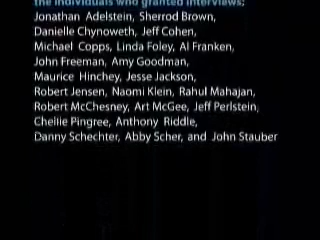 the individuals who granted interviews:
Jonathan Adelstein, Sherrod Brown,
Danielle Chynoweth, Jeff Cohen,
Michael Copps, Linda Foley, Al Franken,
John Freeman, Amy Goodman,
Maurice Hinchey, Jesse Jackson,
Robert Jensen, Naomi Klein, Rahul Mahajan,
Robert McChesney, Art McGee, Jeff Perlstein,
Chellie Pingree, Anthony Riddle,
Danny Schechter, Abby Scher, and John Stauber